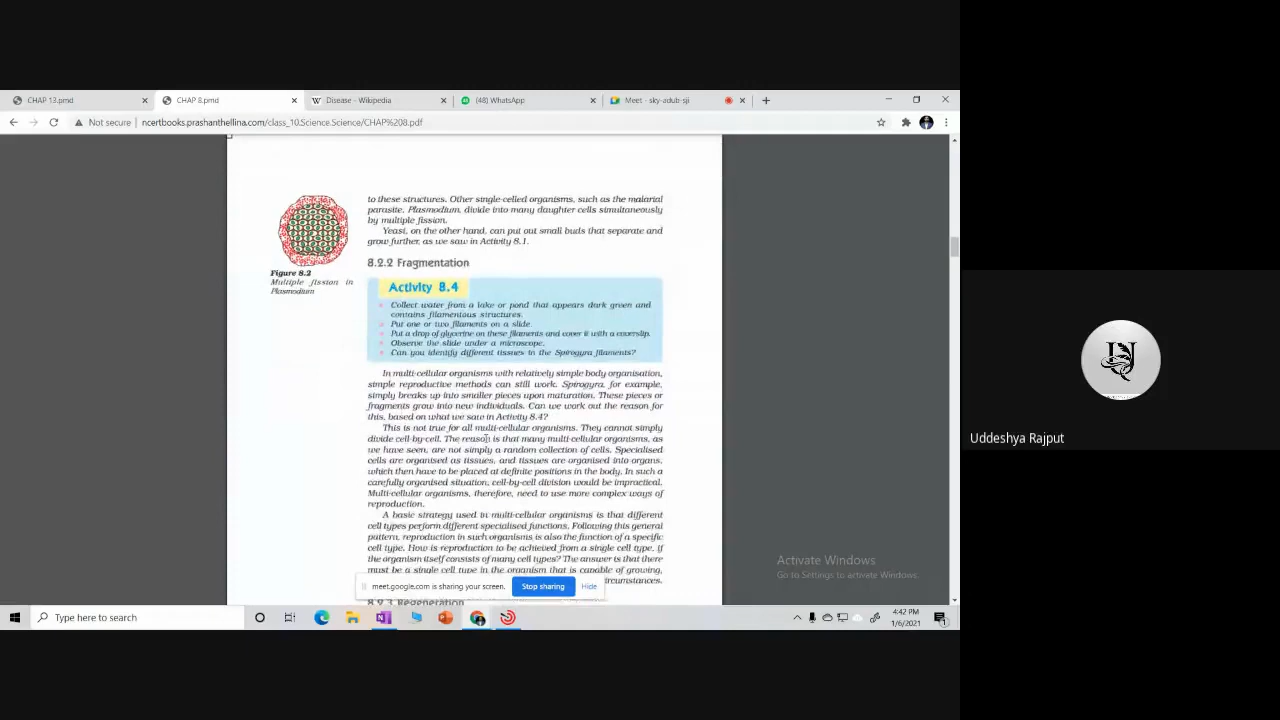 CHAP 13.pmd
CHAP 8.pmd
Disease - Wikipedia
(48) WhatsApp
Meet - sky-adub-sji
Not secure
ncertbooks.prashanthellina.com/class_10.Science.Science/CHAP%208.pdf
to these structures. Other single-celled organisms, such as the malarial
parasite, Plasmodium, divide into many daughter cells simultaneously
by multiple fission.
Yeast, on the other hand, can put out small buds that separate and
grow further, as we saw in Activity 8.1.
Figure 8.2
Multiple fission in
Plasmodium
8.2.2 Fragmentation
Activity 8.4
Collect water from a lake or pond that appears dark green and
contains filamentous structures.
Put one or two filaments on a slide.
Put a drop of glycerine on these filaments and cover it with a coverslip.
Observe the slide under a microscope.
Can you identify different tissues in the Spirogyra filaments?
In multi-cellular organisms with relatively simple body organisation,
simple reproductive methods can still work. Spirogyra, for example,
simply breaks up into smaller pieces upon maturation. These pieces or
fragments grow into new individuals. Can we work out the reason for
this, based on what we saw in Activity 8.4?
This is not true for all multi-cellular organisms. They cannot simply
divide cell-by-cell. The reason is that many multi-cellular organisms, as
we have seen, are not simply a random collection of cells. Specialised
cells are organised as tissues, and tissues are organised into organs,
which then have to be placed at definite positions in the body. In such a
carefully organised situation, cell-by-cell division would be impractical.
Multi-cellular organisms, therefore, need to use more complex ways of
reproduction.
A basic strategy used in multi-cellular organisms is that different
cell types perform different specialised functions. Following this general
pattern, reproduction in such organisms is also the function of a specific
cell type. How is reproduction to be achieved from a single cell type, if
the organism itself consists of many cell types? The answer is that there
must be a single cell type in the organism that is capable of growing,
circumstances.
meet.google.com is sharing your screen.
Stop sharing
Hide
8.2.3 Regeneration
Activate Windows
Go to Settings to activate Windows.
Type here to search
4:42 PM
1/6/2021
Uddeshya Rajput